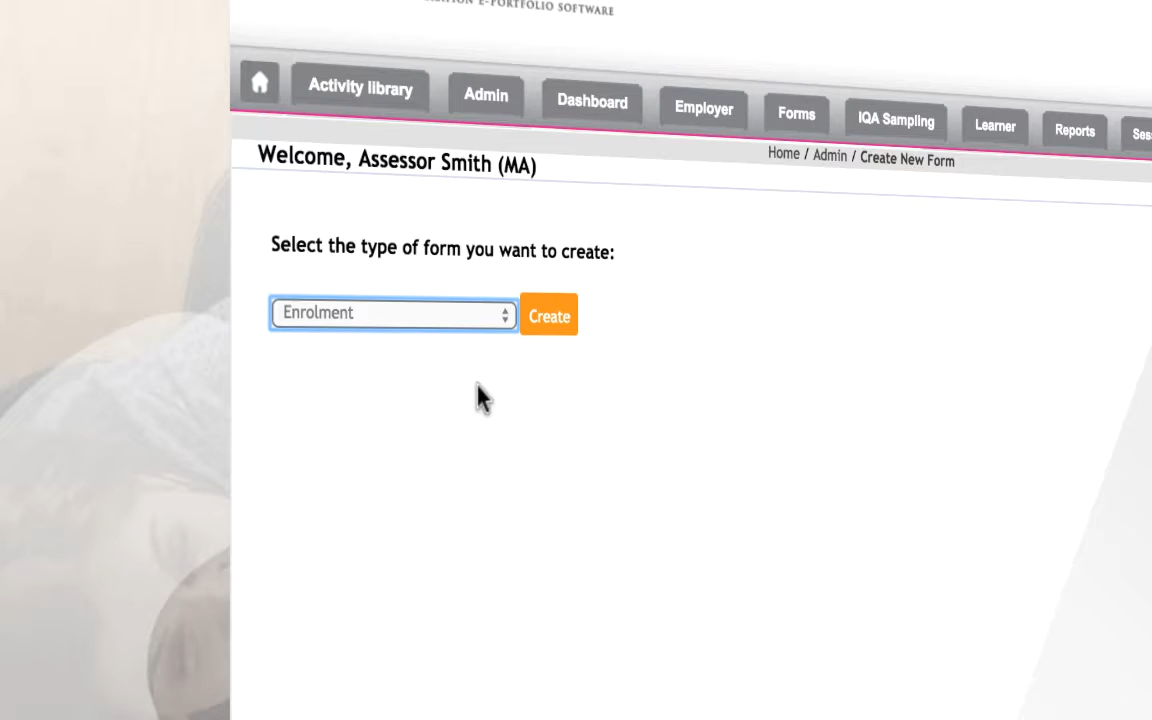 E-PORTFOLIO SOFTWARE
Activity library
Admin
Dashboard
Employer
Forms
IQA Sampling
Learner
Reports
Home / Admin / Create New Form
Welcome, Assessor Smith (MA)
Select the type of form you want to create:
Enrolment
Create